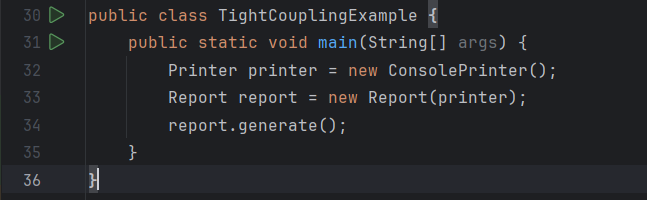 30 public class TightCouplingExample {
31     public static void main(String[] args) {
32         Printer printer = new ConsolePrinter();
33         Report report = new Report(printer);
34         report.generate();
35     }
36 }